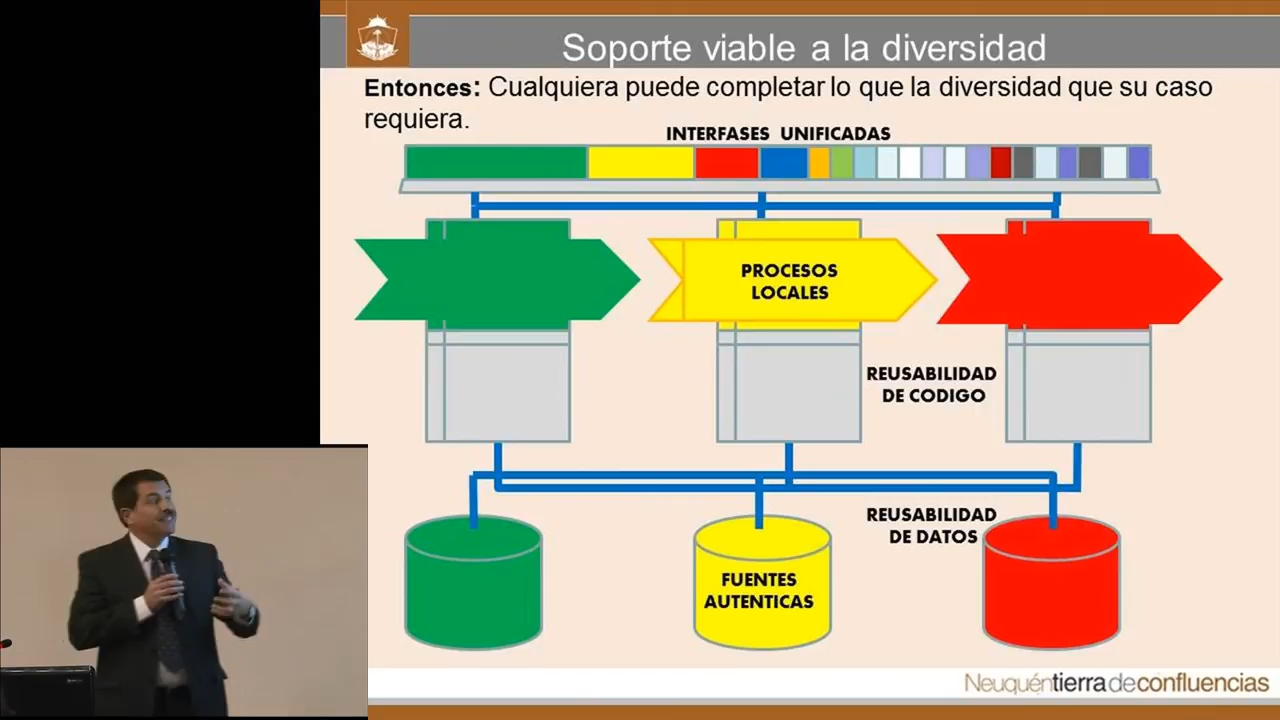 Soporte viable a la diversidad
Entonces: Cualquiera puede completar lo que la diversidad que su caso
requiera.
INTERFASES UNIFICADAS
PROCESOS
LOCALES
REUSABILIDAD
DE CODIGO
REUSABILIDAD
DE DATOS
FUENTES
AUTENTICAS
Neuquéntierradeconfluencias